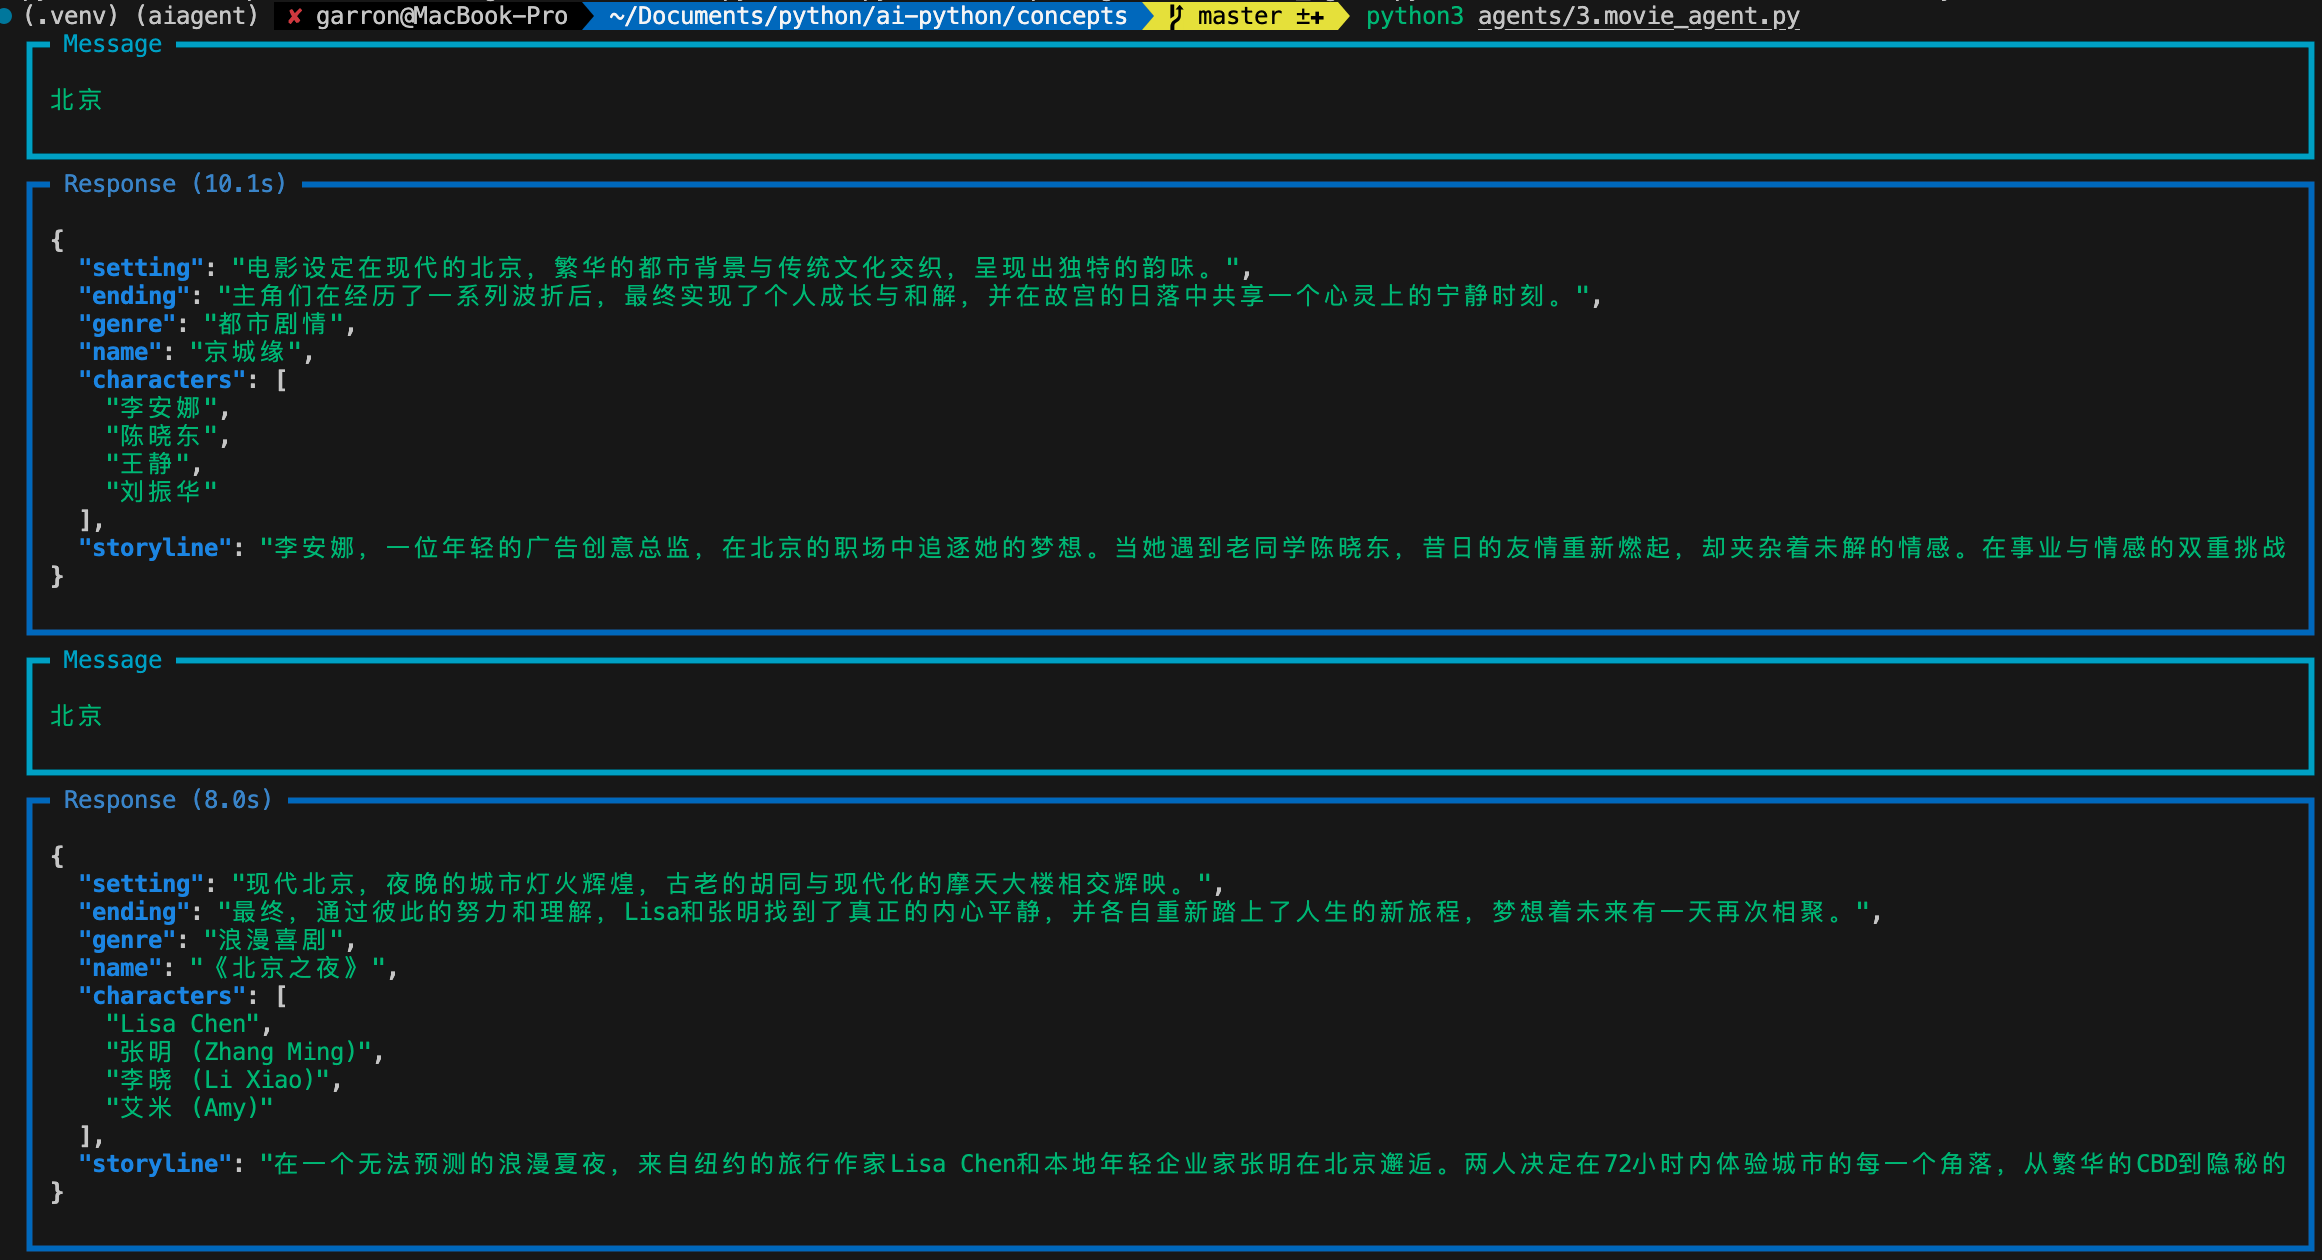 (.venv) (aiagent) ✘ garron@MacBook-Pro ~/Documents/python/ai-python/concepts master ±✚ python3 agents/3.movie_agent.py
Message
北京
Response (10.1s)
{
"setting": "电影设定在现代的北京，繁华的都市背景与传统文化交织，呈现出独特的韵味。",
"ending": "主角们在经历了一系列波折后，最终实现了个人成长与和解，并在故宫的日落中共享一个心灵上的宁静时刻。",
"genre": "都市剧情",
"name": "京城缘",
"characters": [
"李安娜",
"陈晓东",
"王静",
"刘振华"
],
"storyline": "李安娜，一位年轻的广告创意总监，在北京的职场中追逐她的梦想。当她遇到老同学陈晓东，昔日的友情重新燃起，却夹杂着未解的情感。在事业与情感的双重挑战
}
Message
北京
Response (8.0s)
{
"setting": "现代北京，夜晚的城市灯火辉煌，古老的胡同与现代化的摩天大楼相交辉映。",
"ending": "最终，通过彼此的努力和理解，Lisa和张明找到了真正的内心平静，并各自重新踏上了人生的新旅程，梦想着未来有一天再次相聚。",
"genre": "浪漫喜剧",
"name": "《北京之夜》",
"characters": [
"Lisa Chen",
"张明 (Zhang Ming)",
"李晓 (Li Xiao)",
"艾米 (Amy)"
],
"storyline": "在一个无法预测的浪漫夏夜，来自纽约的旅行作家Lisa Chen和本地年轻企业家张明在北京邂逅。两人决定在72小时内体验城市的每一个角落，从繁华的CBD到隐秘的
}